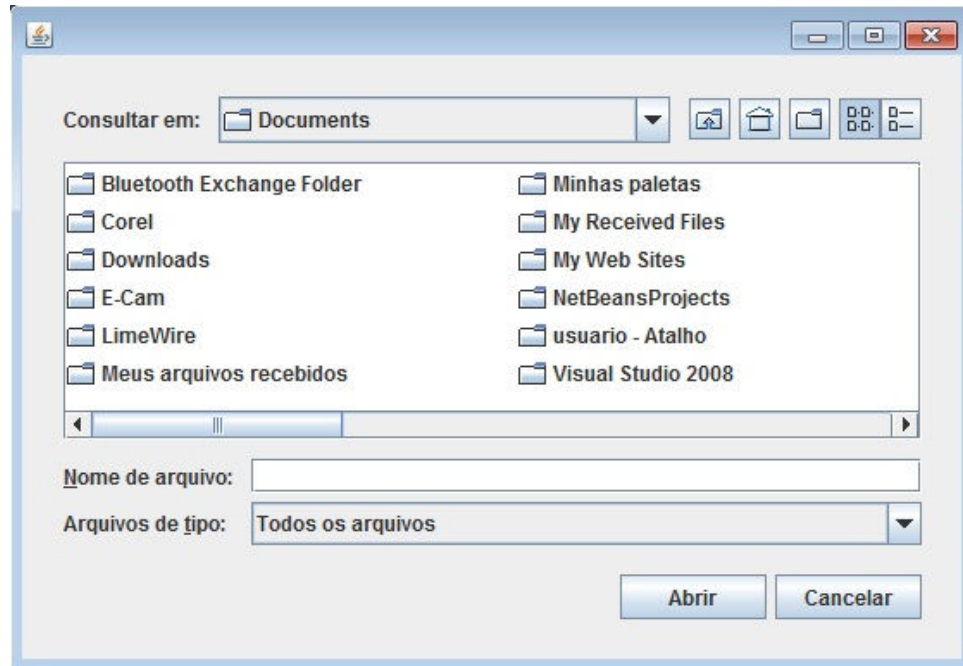 Consultar em: Documents
Bluetooth Exchange Folder
Corel
Downloads
E-Cam
LimeWire
Meus arquivos recebidos
Minhas paletas
My Received Files
My Web Sites
NetBeansProjects
usuario - Atalho
Visual Studio 2008
Nome de arquivo:
Arquivos de tipo: Todos os arquivos
Abrir Cancelar